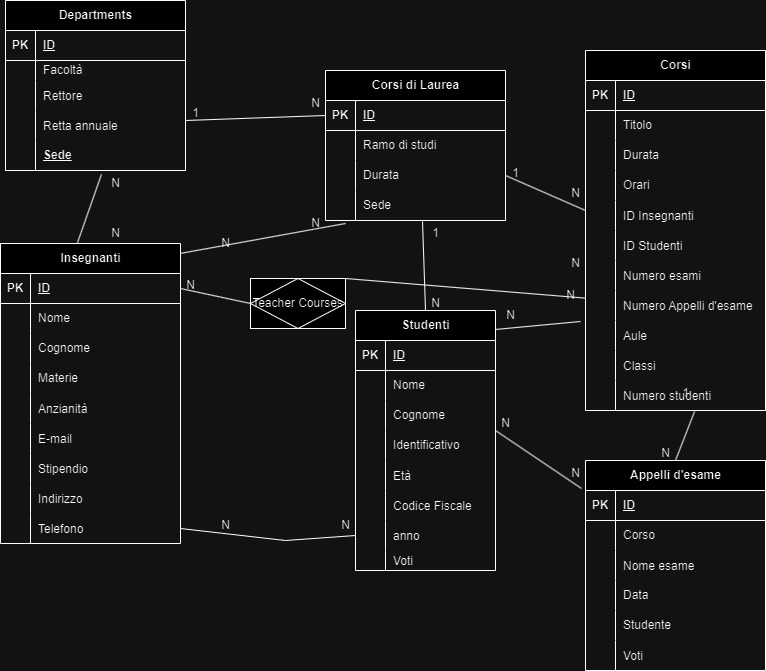 Departments
PK ID
Facoltà
Rettore
Retta annuale
Sede
1
N
N
N
Corsi di Laurea
PK ID
Ramo di studi
Durata
Sede
1
N
1
N
N
N
Corsi
PK ID
Titolo
Durata
Orari
ID Insegnanti
ID Studenti
Numero esami
Numero Appelli d'esame
Aule
Classi
Numero studenti
N
N
N
N
1
N
Insegnanti
PK ID
Nome
Cognome
Materie
Anzianità
E-mail
Stipendio
Indirizzo
Telefono
N
N
Teacher Courses
Studenti
PK ID
Nome
Cognome
Identificativo
Età
Codice Fiscale
anno
Voti
N
N
Appelli d'esame
PK ID
Corso
Nome esame
Data
Studente
Voti